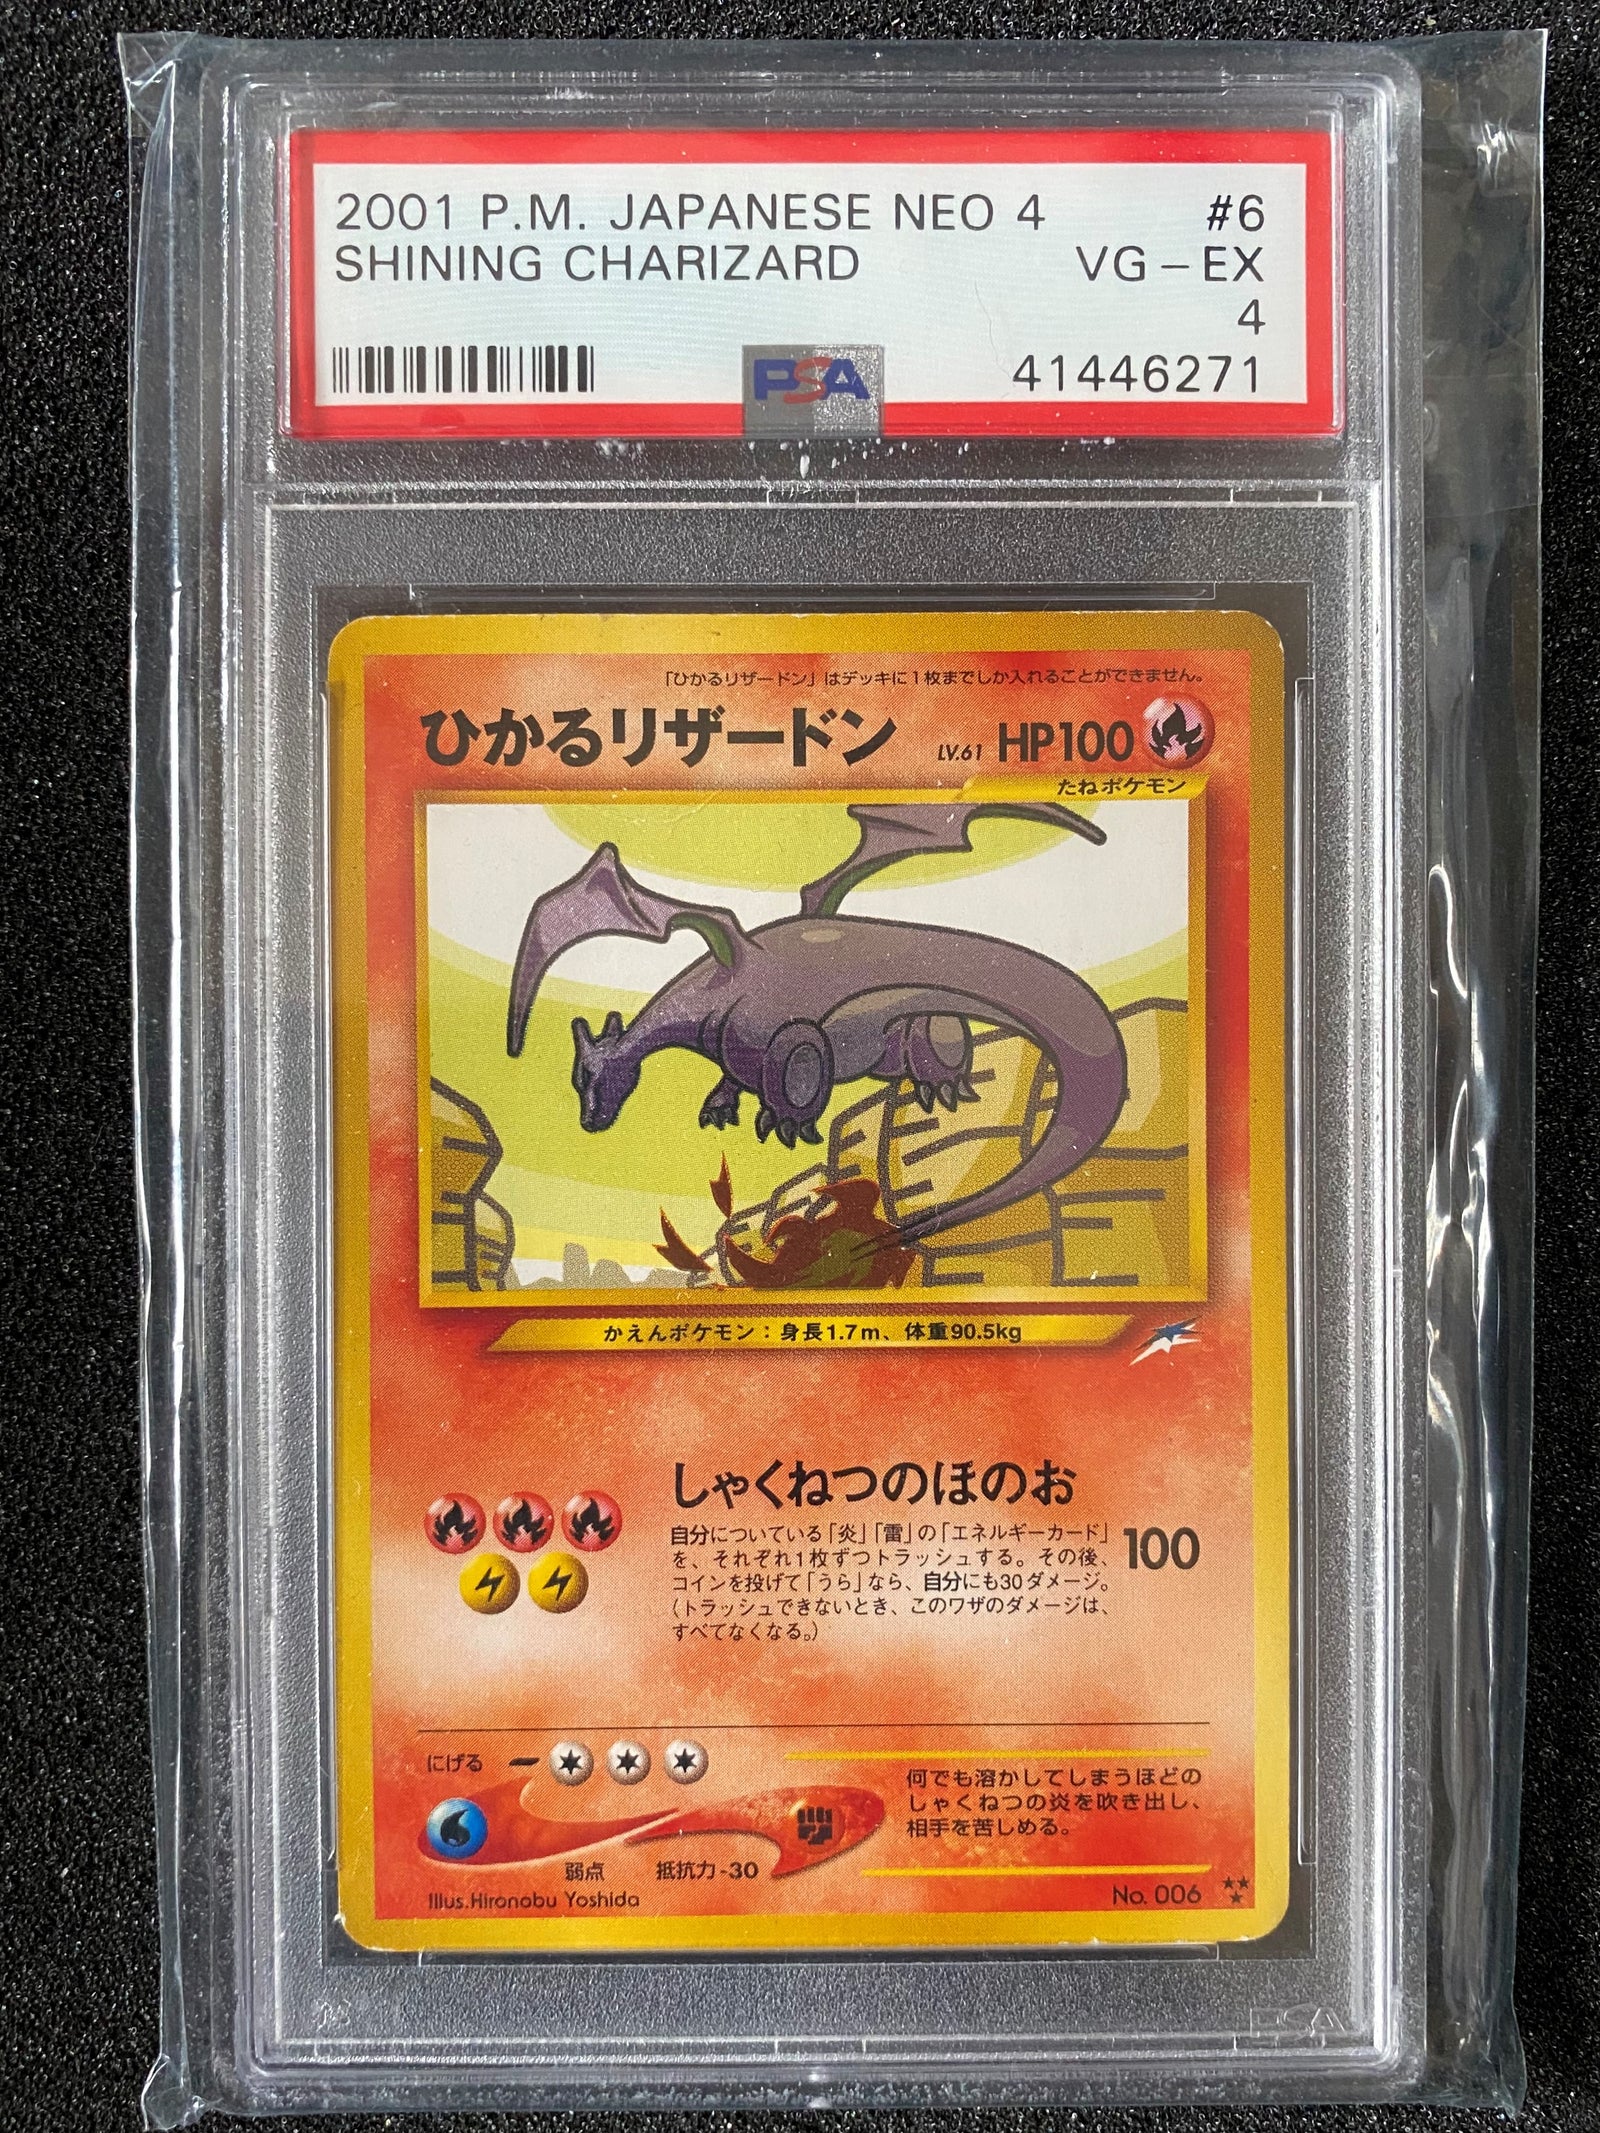 2001 P.M. JAPANESE NEO 4 #6
SHINING CHARIZARD VG - EX
4
PSA 41446271
「ひかるリザードン」はデッキに1枚までしか入れることができません。
ひかるリザードン LV.61 HP100
たねポケモン
かえんポケモン:身長1.7m、体重90.5kg
しゃくねつのほのお
自分についている「炎」「雷」の「エネルギーカード」
を、それぞれ1枚ずつトラッシュする。その後、
コインを投げて「うら」なら、自分にも30ダメージ。
(トラッシュできないとき、このワザのダメージは、
すべてなくなる。)
100
にげる
弱点 抵抗力-30
何でも溶かしてしまうほどの
しゃくねつの炎を吹き出し、
相手を苦しめる。
Illus.Hironobu Yoshida No. 006
PSA